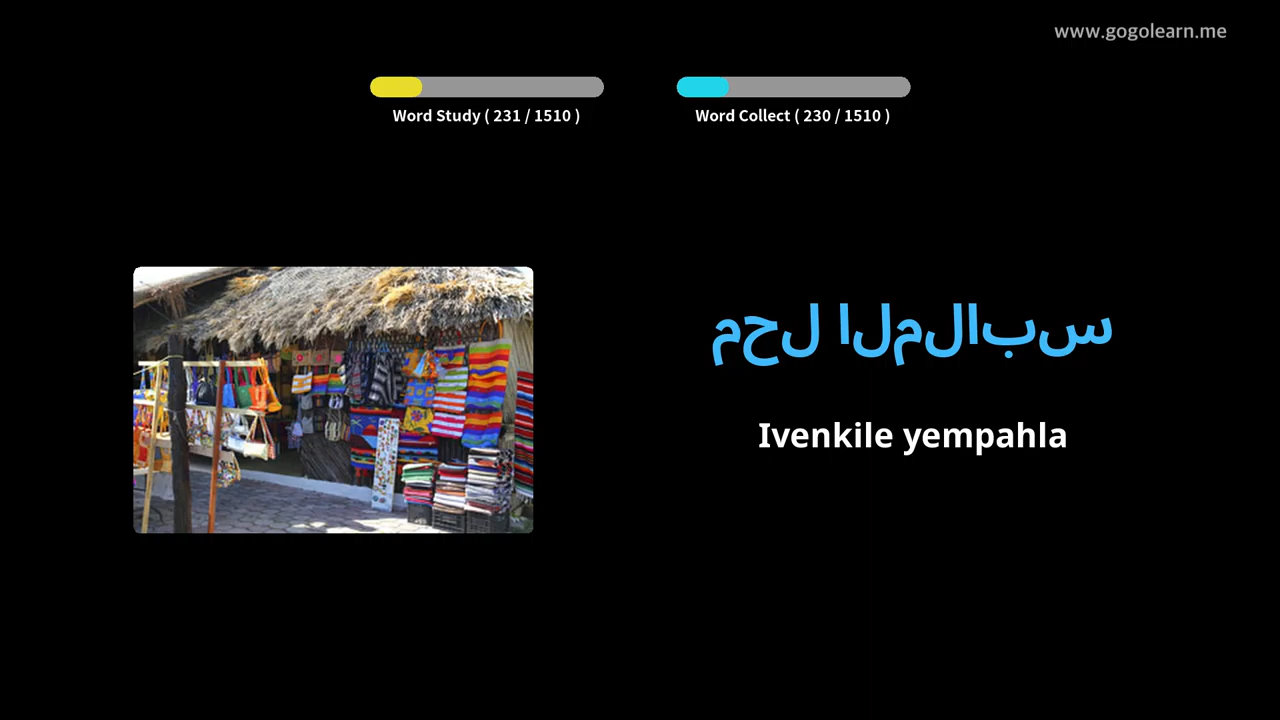 www.gogolearn.me
Word Study ( 231 / 1510 )
Word Collect ( 230 / 1510 )
محل الملابس
Ivenkile yempahla